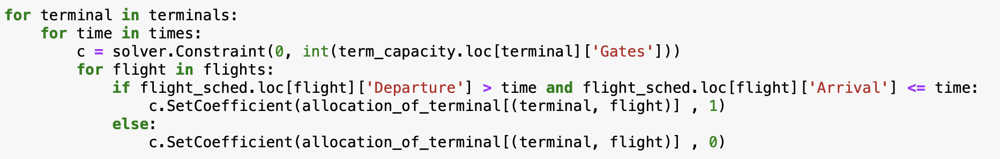 for terminal in terminals:
    for time in times:
        c = solver.Constraint(0, int(term_capacity.loc[terminal]['Gates']))
        for flight in flights:
            if flight_sched.loc[flight]['Departure'] > time and flight_sched.loc[flight]['Arrival'] <= time:
                c.SetCoefficient(allocation_of_terminal[(terminal, flight)] , 1)
            else:
                c.SetCoefficient(allocation_of_terminal[(terminal, flight)] , 0)